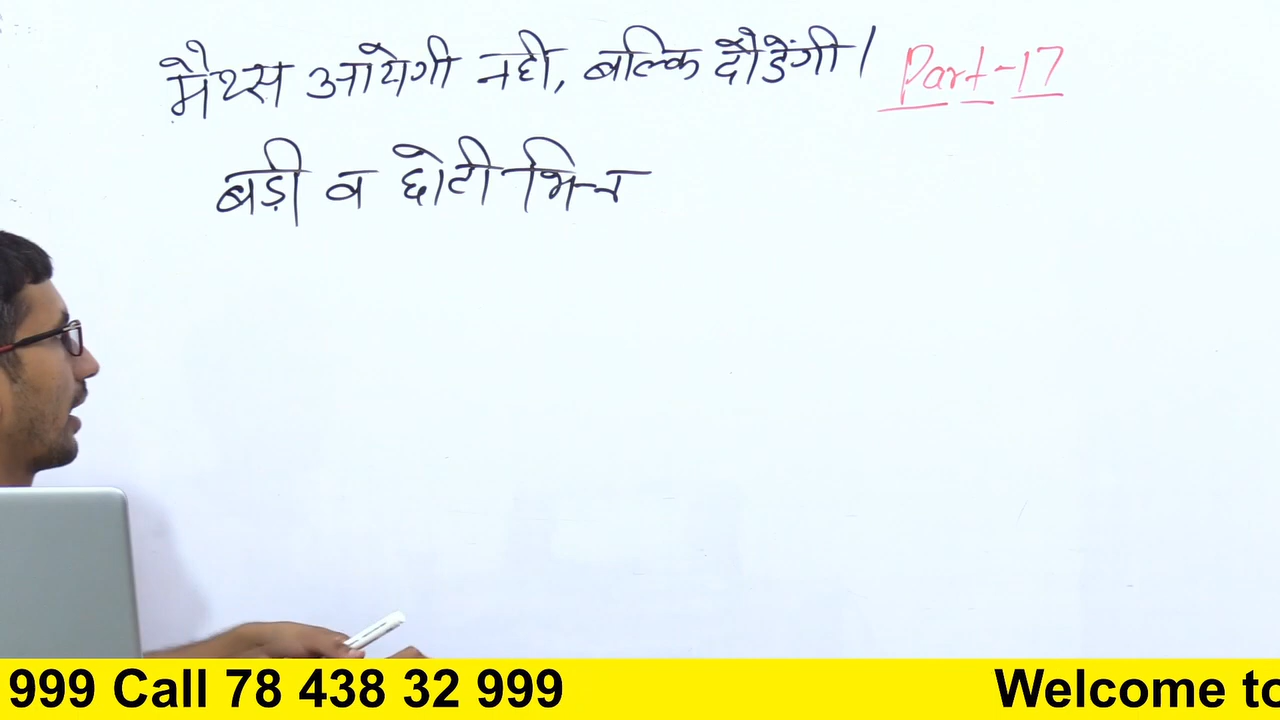 मैथ्स आयेगी नही, बल्कि दौडेंगी। Part-17
बड़ी व छोटी भिन्न
999 Call 78 438 32 999 Welcome to